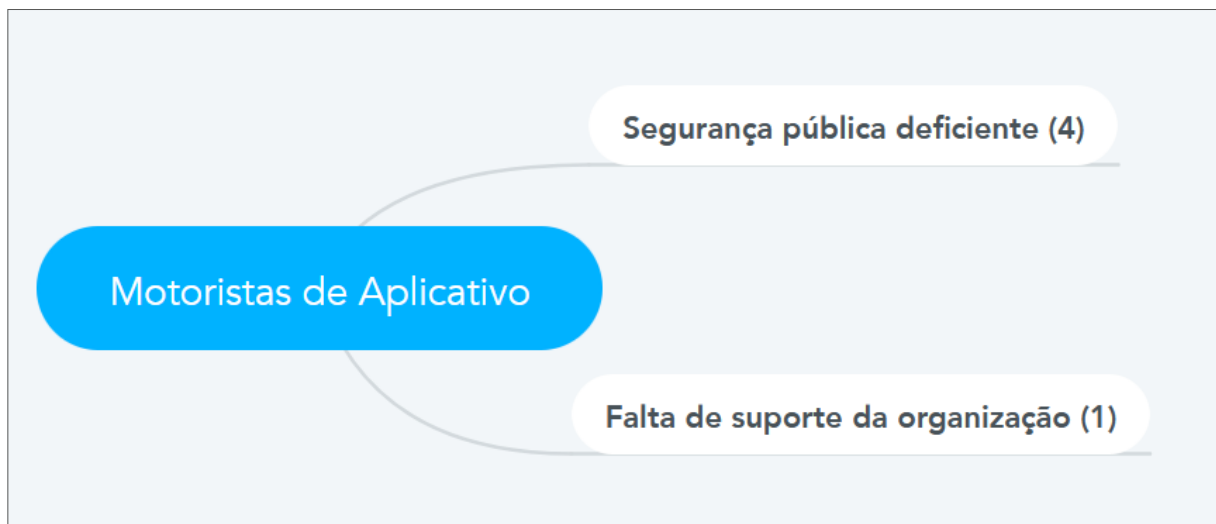 Segurança pública deficiente (4)
Motoristas de Aplicativo
Falta de suporte da organização (1)